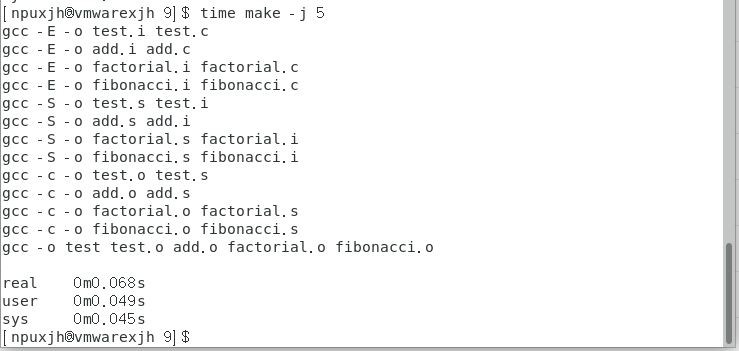 [npuxjh@vmwarexjh 9]$ time make -j 5
gcc -E -o test.i test.c
gcc -E -o add.i add.c
gcc -E -o factorial.i factorial.c
gcc -E -o fibonacci.i fibonacci.c
gcc -S -o test.s test.i
gcc -S -o add.s add.i
gcc -S -o factorial.s factorial.i
gcc -S -o fibonacci.s fibonacci.i
gcc -c -o test.o test.s
gcc -c -o add.o add.s
gcc -c -o factorial.o factorial.s
gcc -c -o fibonacci.o fibonacci.s
gcc -o test test.o add.o factorial.o fibonacci.o

real    0m0.068s
user    0m0.049s
sys     0m0.045s
[npuxjh@vmwarexjh 9]$